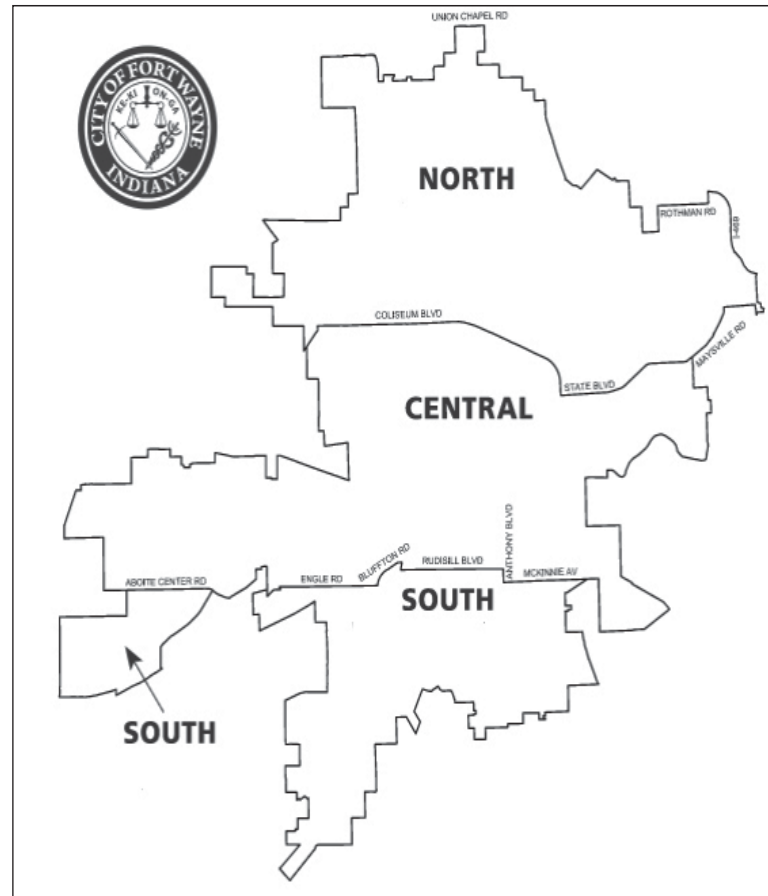 UNION CHAPEL RD
CITY OF FORT WAYNE
KE-KI ON-GA
INDIANA
NORTH
ROTHMAN RD
I-469
COLISEUM BLVD
MAYSVILLE RD
STATE BLVD
CENTRAL
ANTHONY BLVD
BLUFFTON RD
RUDISILL BLVD
ABOITE CENTER RD
ENGLE RD
MCKINNIE AV
SOUTH
SOUTH